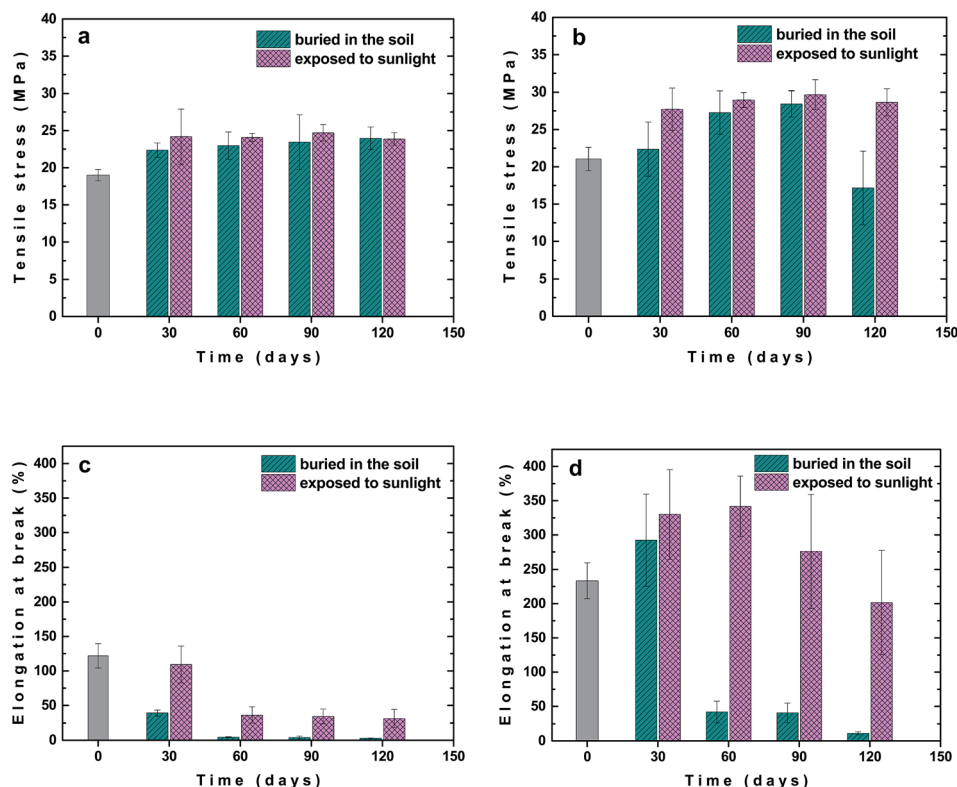 a
buried in the soil
exposed to sunlight
Tensile stress (MPa)
40
35
30
25
20
15
10
5
0
0 30 60 90 120 150
Time (days)
b
buried in the soil
exposed to sunlight
Tensile stress (MPa)
40
35
30
25
20
15
10
5
0
0 30 60 90 120 150
Time (days)
c
buried in the soil
exposed to sunlight
Elongation at break (%)
400
350
300
250
200
150
100
50
0
0 30 60 90 120 150
Time (days)
d
buried in the soil
exposed to sunlight
Elongation at break (%)
400
350
300
250
200
150
100
50
0
0 30 60 90 120 150
Time (days)